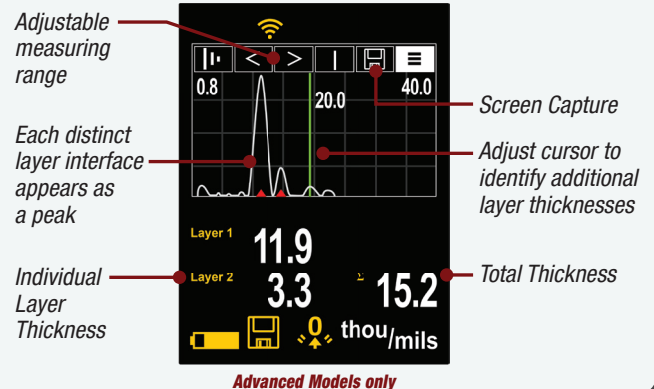 Adjustable
measuring
range
Each distinct
layer interface
appears as
a peak
Individual
Layer
Thickness
< >
0.8 20.0 40.0
Layer 1 11.9
Layer 2 3.3 Σ 15.2
0 thou/mils
Screen Capture
Adjust cursor to
identify additional
layer thicknesses
Total Thickness
Advanced Models only